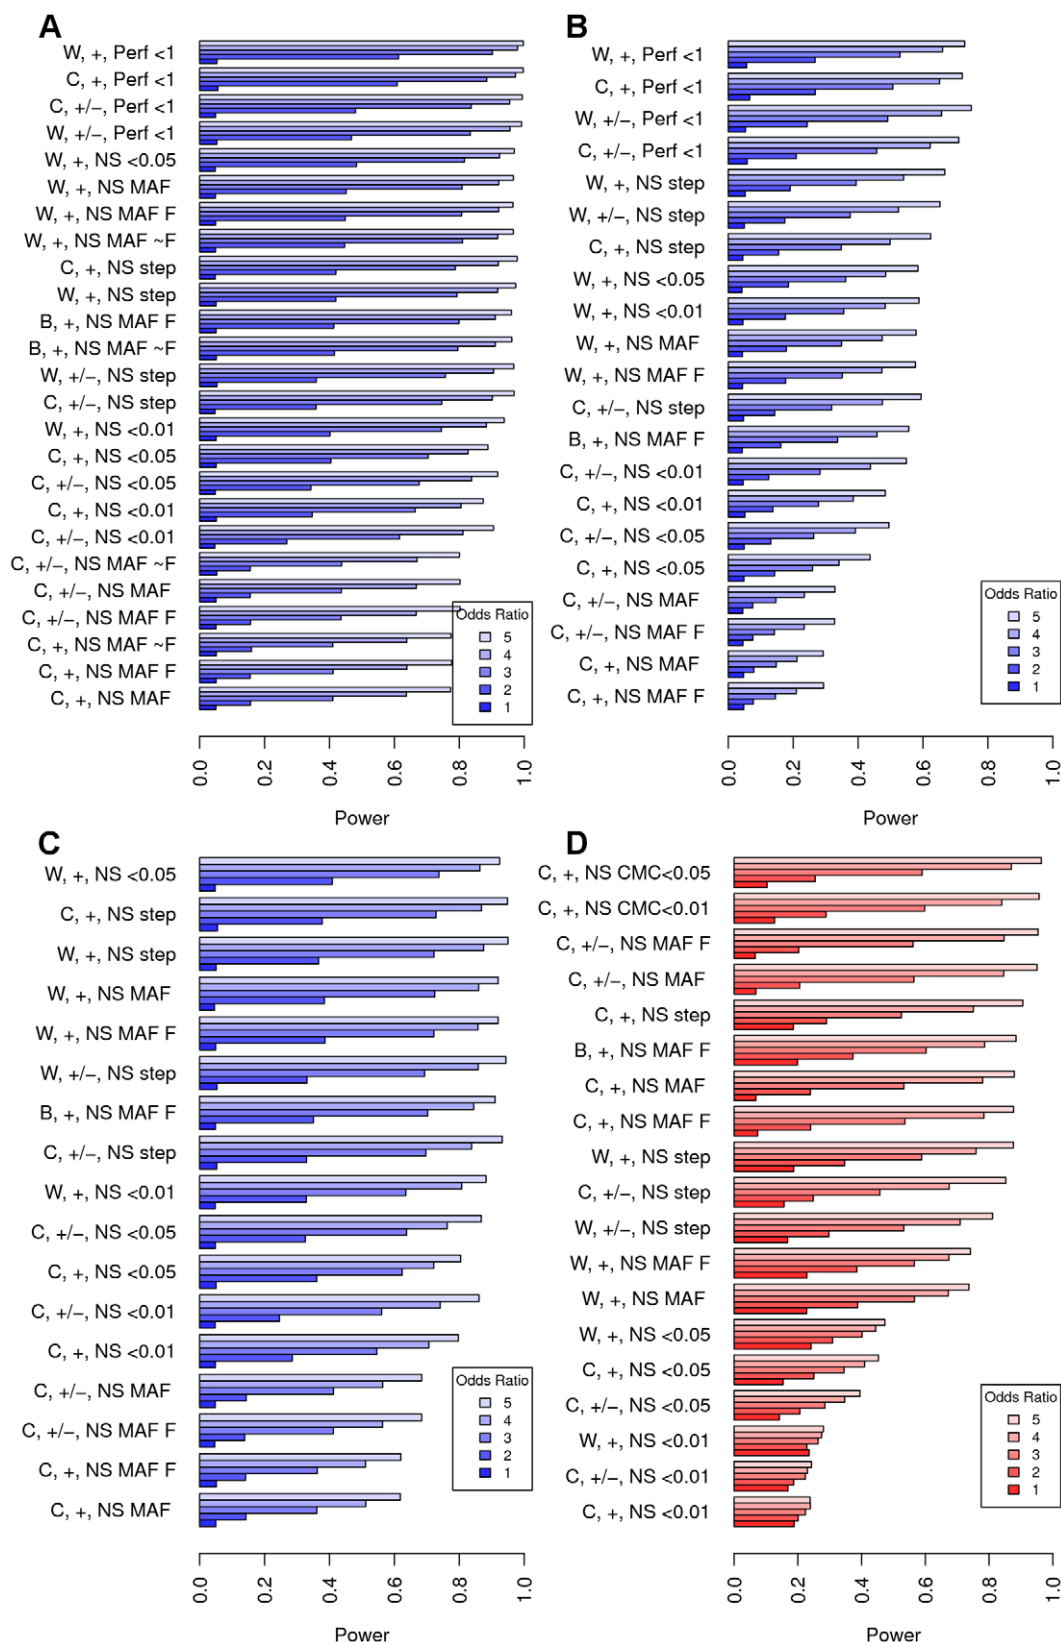 A
W, +, Perf <1
C, +, Perf <1
C, +/−, Perf <1
W, +/−, Perf <1
W, +, NS <0.05
W, +, NS MAF
W, +, NS MAF F
W, +, NS MAF ~F
C, +, NS step
W, +, NS step
B, +, NS MAF F
B, +, NS MAF ~F
W, +/−, NS step
C, +/−, NS step
W, +, NS <0.01
C, +, NS <0.05
C, +/−, NS <0.05
C, +, NS <0.01
C, +/−, NS <0.01
C, +/−, NS MAF ~F
C, +/−, NS MAF
C, +/−, NS MAF F
C, +, NS MAF ~F
C, +, NS MAF F
C, +, NS MAF
Odds Ratio
5
4
3
2
1
0.0 0.2 0.4 0.6 0.8 1.0
Power
B
W, +, Perf <1
C, +, Perf <1
W, +/−, Perf <1
C, +/−, Perf <1
W, +, NS step
W, +/−, NS step
C, +, NS step
W, +, NS <0.05
W, +, NS <0.01
W, +, NS MAF
W, +, NS MAF F
C, +/−, NS step
B, +, NS MAF F
C, +/−, NS <0.01
C, +, NS <0.01
C, +/−, NS <0.05
C, +, NS <0.05
C, +/−, NS MAF
C, +/−, NS MAF F
C, +, NS MAF
C, +, NS MAF F
Odds Ratio
5
4
3
2
1
0.0 0.2 0.4 0.6 0.8 1.0
Power
C
W, +, NS <0.05
C, +, NS step
W, +, NS step
W, +, NS MAF
W, +, NS MAF F
W, +/−, NS step
B, +, NS MAF F
C, +/−, NS step
W, +, NS <0.01
C, +/−, NS <0.05
C, +, NS <0.05
C, +/−, NS <0.01
C, +, NS <0.01
C, +/−, NS MAF
C, +/−, NS MAF F
C, +, NS MAF F
C, +, NS MAF
Odds Ratio
5
4
3
2
1
0.0 0.2 0.4 0.6 0.8 1.0
Power
D
C, +, NS CMC<0.05
C, +, NS CMC<0.01
C, +/−, NS MAF F
C, +/−, NS MAF
C, +, NS step
B, +, NS MAF F
C, +, NS MAF
C, +, NS MAF F
W, +, NS step
C, +/−, NS step
W, +/−, NS step
W, +, NS MAF F
W, +, NS MAF
W, +, NS <0.05
C, +, NS <0.05
C, +/−, NS <0.05
W, +, NS <0.01
C, +/−, NS <0.01
C, +, NS <0.01
Odds Ratio
5
4
3
2
1
0.0 0.2 0.4 0.6 0.8 1.0
Power